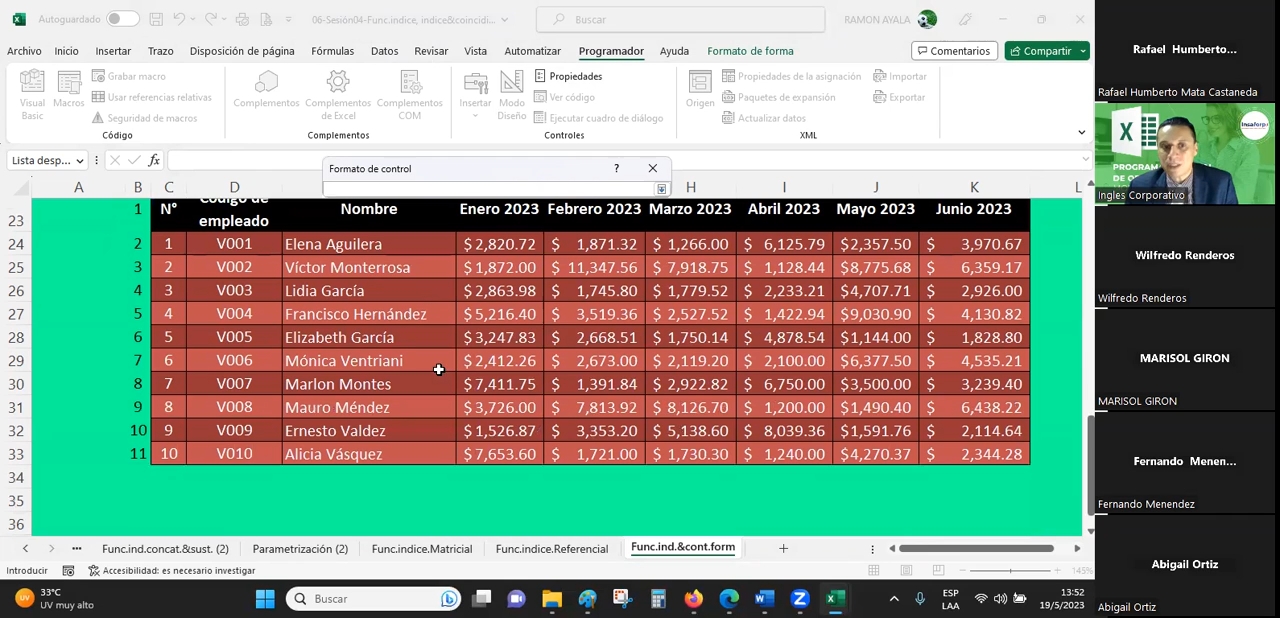 Autoguardado 06-Sesión04-Func.indice, indice&coincidi... Buscar RAMON AYALA
Archivo Inicio Insertar Trazo Disposición de página Fórmulas Datos Revisar Vista Automatizar Programador Ayuda Formato de forma Comentarios Compartir
Visual Basic
Macros
Grabar macro
Usar referencias relativas
Seguridad de macros
Código
Complementos
Complementos de Excel
Complementos COM
Complementos
Insertar
Modo Diseño
Propiedades
Ver código
Ejecutar cuadro de diálogo
Controles
Origen
Propiedades de la asignación
Paquetes de expansión
Actualizar datos
Importar
Exportar
XML
Lista desp... fx
Formato de control ?
A B C D H I J K L
23 1 N° Código de empleado Nombre Enero 2023 Febrero 2023 Marzo 2023 Abril 2023 Mayo 2023 Junio 2023
24 2 1 V001 Elena Aguilera $ 2,820.72 $ 1,871.32 $ 1,266.00 $ 6,125.79 $2,357.50 $ 3,970.67
25 3 2 V002 Víctor Monterrosa $ 1,872.00 $ 11,347.56 $ 7,918.75 $ 1,128.44 $8,775.68 $ 6,359.17
26 4 3 V003 Lidia García $ 2,863.98 $ 1,745.80 $ 1,779.52 $ 2,233.21 $4,707.71 $ 2,926.00
27 5 4 V004 Francisco Hernández $ 5,216.40 $ 3,519.36 $ 2,527.52 $ 1,422.94 $9,030.90 $ 4,130.82
28 6 5 V005 Elizabeth García $ 3,247.83 $ 2,668.51 $ 1,750.14 $ 4,878.54 $1,144.00 $ 1,828.80
29 7 6 V006 Mónica Ventriani $ 2,412.26 $ 2,673.00 $ 2,119.20 $ 2,100.00 $6,377.50 $ 4,535.21
30 8 7 V007 Marlon Montes $ 7,411.75 $ 1,391.84 $ 2,922.82 $ 6,750.00 $3,500.00 $ 3,239.40
31 9 8 V008 Mauro Méndez $ 3,726.00 $ 7,813.92 $ 8,126.70 $ 1,200.00 $1,490.40 $ 6,438.22
32 10 9 V009 Ernesto Valdez $ 1,526.87 $ 3,353.20 $ 5,138.60 $ 8,039.36 $1,591.76 $ 2,114.64
33 11 10 V010 Alicia Vásquez $ 7,653.60 $ 1,721.00 $ 1,730.30 $ 1,240.00 $4,270.37 $ 2,344.28
34
35
36
Func.ind.concat.&sust. (2) Parametrización (2) Func.indice.Matricial Func.indice.Referencial Func.ind.&cont.form
Introducir Accesibilidad: es necesario investigar 145%
33°C
UV muy alto
Buscar
ESP
LAA
13:52
19/5/2023
Rafael Humberto...
Rafael Humberto Mata Castaneda
Insaforp
Ingles Corporativo
Wilfredo Renderos
Wilfredo Renderos
MARISOL GIRON
MARISOL GIRON
Fernando Menen...
Fernando Menendez
Abigail Ortiz
Abigail Ortiz